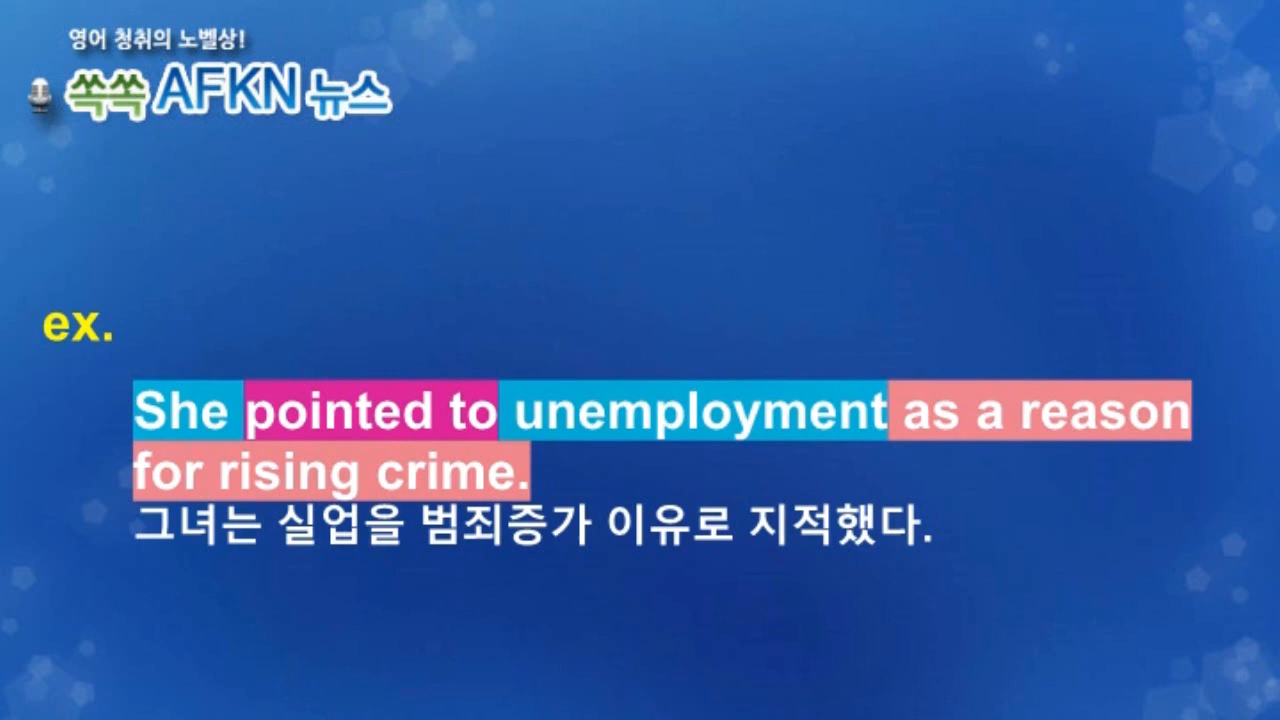 영어 청취의 노벨상!
쏙쏙 AFKN 뉴스
ex.
She pointed to unemployment as a reason
for rising crime.
그녀는 실업을 범죄증가 이유로 지적했다.